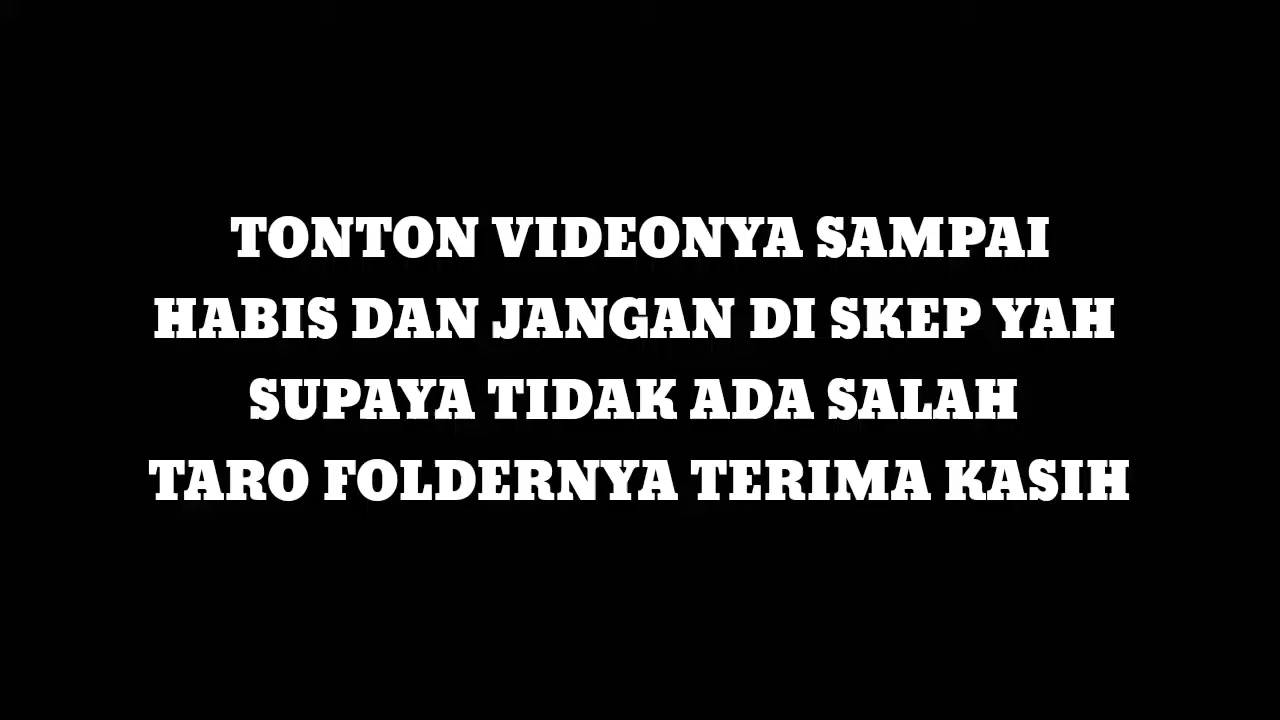 TONTON VIDEONYA SAMPAI
HABIS DAN JANGAN DI SKEP YAH
SUPAYA TIDAK ADA SALAH
TARO FOLDERNYA TERIMA KASIH